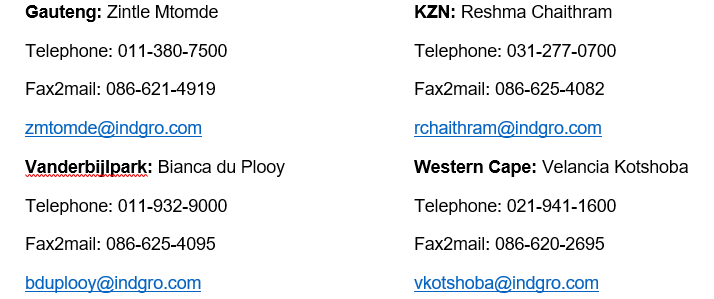 Gauteng: Zintle Mtomde
Telephone: 011-380-7500
Fax2mail: 086-621-4919
zmtomde@indgro.com
Vanderbijlpark: Bianca du Plooy
Telephone: 011-932-9000
Fax2mail: 086-625-4095
bduplooy@indgro.com
KZN: Reshma Chaithram
Telephone: 031-277-0700
Fax2mail: 086-625-4082
rchaithram@indgro.com
Western Cape: Velancia Kotshoba
Telephone: 021-941-1600
Fax2mail: 086-620-2695
vkotshoba@indgro.com